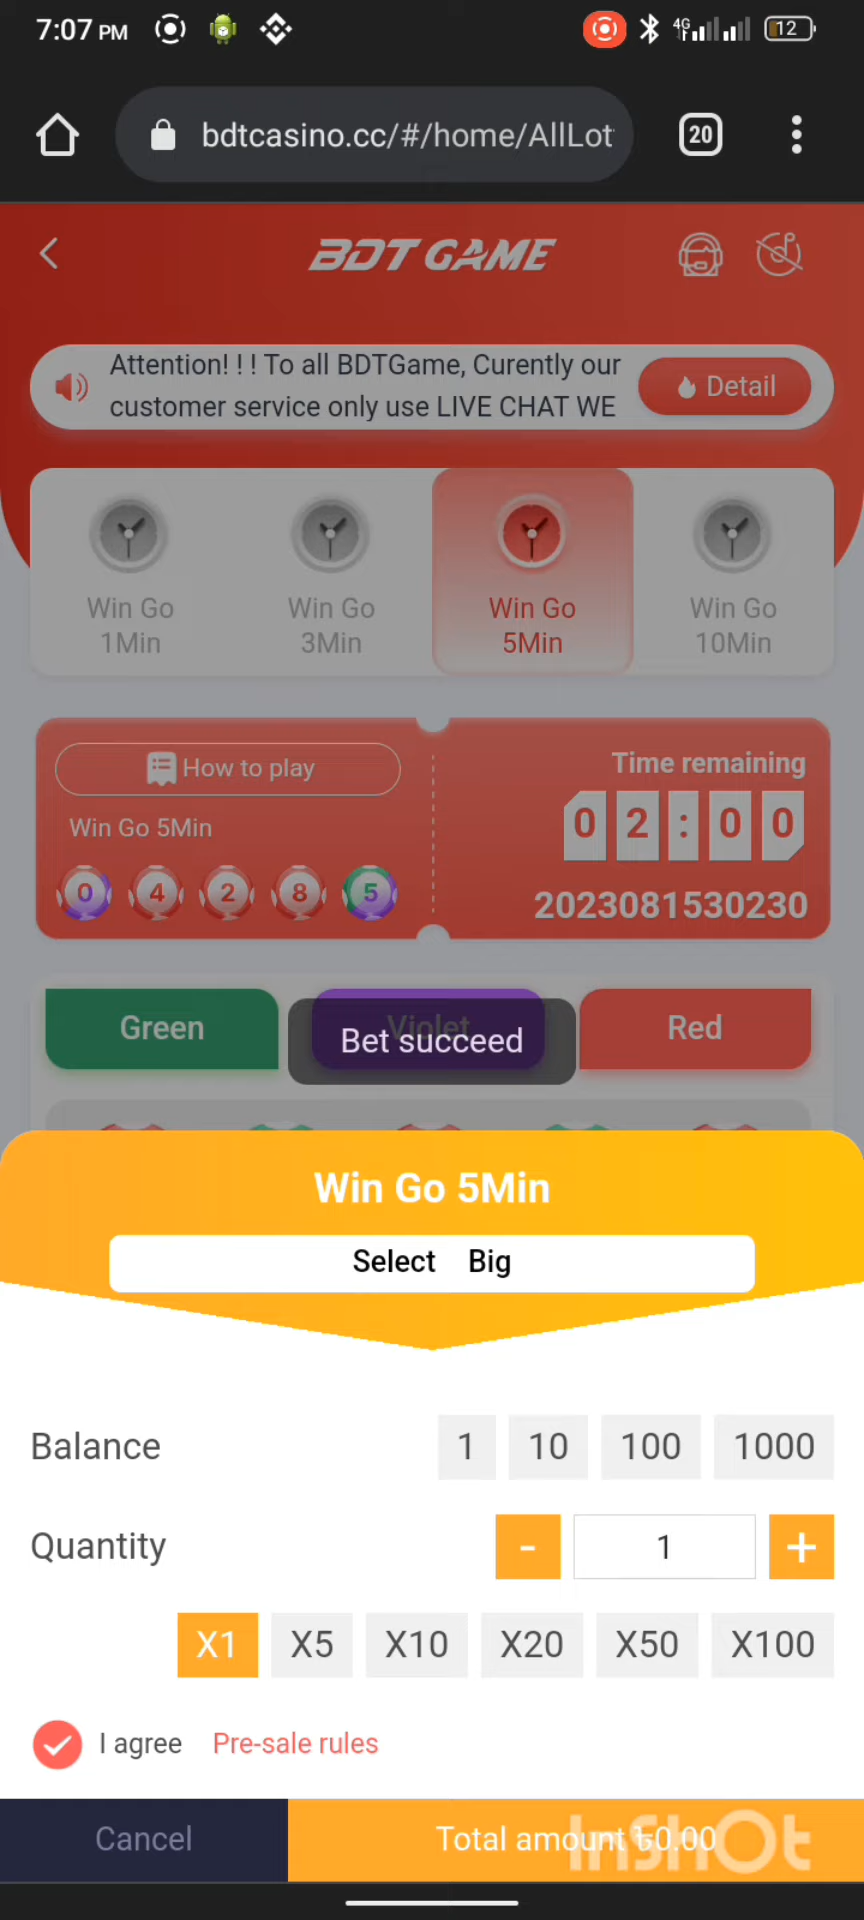 7:07 PM 4G 12
bdtcasino.cc/#/home/AllLot
20
BDT GAME
Attention! ! ! To all BDTGame, Curently our
customer service only use LIVE CHAT WE
Detail
Win Go
1Min
Win Go
3Min
Win Go
5Min
Win Go
10Min
How to play
Win Go 5Min
0 4 2 8 5
Time remaining
0 2 : 0 0
2023081530230
Green
Violet
Red
Bet succeed
Win Go 5Min
Select Big
Balance 1 10 100 1000
Quantity - 1 +
X1 X5 X10 X20 X50 X100
I agree Pre-sale rules
Cancel
Total amount ৳0.00
InShOt